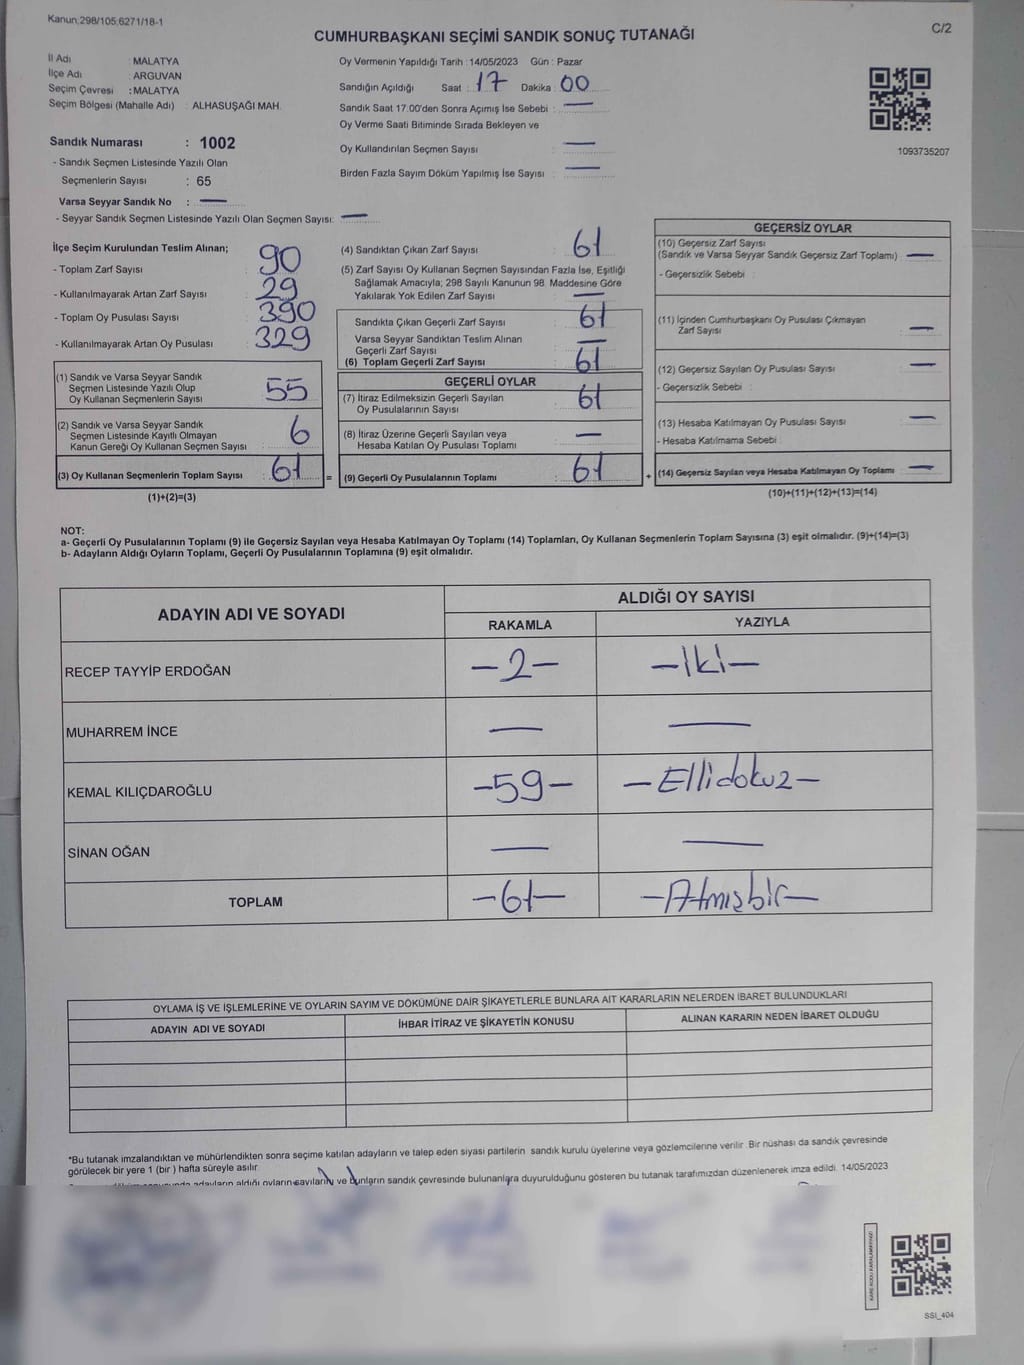 Kanun;298/105;6271/18-1
C/2
CUMHURBAŞKANI SEÇİMİ SANDIK SONUÇ TUTANAĞI
İl Adı : MALATYA
İlçe Adı : ARGUVAN
Seçim Çevresi : MALATYA
Seçim Bölgesi (Mahalle Adı) : ALHASUŞAĞI MAH.
Oy Vermenin Yapıldığı Tarih : 14/05/2023 Gün : Pazar
Sandığın Açıldığı Saat : 17 Dakika : 00
Sandık Saat 17.00'den Sonra Açımış İse Sebebi : —
Oy Verme Saati Bitiminde Sırada Bekleyen ve
Oy Kullandırılan Seçmen Sayısı : —
Birden Fazla Sayım Döküm Yapılmış İse Sayısı : —
1093735207
Sandık Numarası : 1002
- Sandık Seçmen Listesinde Yazılı Olan
Seçmenlerin Sayısı : 65
Varsa Seyyar Sandık No : —
- Seyyar Sandık Seçmen Listesinde Yazılı Olan Seçmen Sayısı: —
İlçe Seçim Kurulundan Teslim Alınan;
- Toplam Zarf Sayısı : 90
- Kullanılmayarak Artan Zarf Sayısı : 29
- Toplam Oy Pusulası Sayısı : 390
- Kullanılmayarak Artan Oy Pusulası : 329
(1) Sandık ve Varsa Seyyar Sandık
Seçmen Listesinde Yazılı Olup
Oy Kullanan Seçmenlerin Sayısı : 55
(2) Sandık ve Varsa Seyyar Sandık
Seçmen Listesinde Kayıtlı Olmayan
Kanun Gereği Oy Kullanan Seçmen Sayısı : 6
(3) Oy Kullanan Seçmenlerin Toplam Sayısı : 61
(1)+(2)=(3)
(4) Sandıktan Çıkan Zarf Sayısı : 61
(5) Zarf Sayısı Oy Kullanan Seçmen Sayısından Fazla İse, Eşitliği
Sağlamak Amacıyla; 298 Sayılı Kanunun 98. Maddesine Göre
Yakılarak Yok Edilen Zarf Sayısı : —
Sandıkta Çıkan Geçerli Zarf Sayısı : 61
Varsa Seyyar Sandıktan Teslim Alınan
Geçerli Zarf Sayısı : —
(6) Toplam Geçerli Zarf Sayısı : 61
GEÇERLİ OYLAR
(7) İtiraz Edilmeksizin Geçerli Sayılan
Oy Pusulalarının Sayısı : 61
(8) İtiraz Üzerine Geçerli Sayılan veya
Hesaba Katılan Oy Pusulası Toplamı : —
= (9) Geçerli Oy Pusulalarının Toplamı : 61
GEÇERSİZ OYLAR
(10) Geçersiz Zarf Sayısı
(Sandık ve Varsa Seyyar Sandık Geçersiz Zarf Toplamı) —
- Geçersizlik Sebebi :
(11) İçinden Cumhurbaşkanı Oy Pusulası Çıkmayan
Zarf Sayısı : —
(12) Geçersiz Sayılan Oy Pusulası Sayısı : —
- Geçersizlik Sebebi :
(13) Hesaba Katılmayan Oy Pusulası Sayısı : —
- Hesaba Katılmama Sebebi :
+ (14) Geçersiz Sayılan veya Hesaba Katılmayan Oy Toplamı : —
(10)+(11)+(12)+(13)=(14)
NOT:
a- Geçerli Oy Pusulalarının Toplamı (9) ile Geçersiz Sayılan veya Hesaba Katılmayan Oy Toplamı (14) Toplamları, Oy Kullanan Seçmenlerin Toplam Sayısına (3) eşit olmalıdır. (9)+(14)=(3)
b- Adayların Aldığı Oyların Toplamı, Geçerli Oy Pusulalarının Toplamına (9) eşit olmalıdır.
ADAYIN ADI VE SOYADI
ALDIĞI OY SAYISI
RAKAMLA YAZIYLA
RECEP TAYYİP ERDOĞAN -2- -iki-
MUHARREM İNCE — —
KEMAL KILIÇDAROĞLU -59- -Ellidokuz-
SİNAN OĞAN — —
TOPLAM -61- -Atmışbir-
OYLAMA İŞ VE İŞLEMLERİNE VE OYLARIN SAYIM VE DÖKÜMÜNE DAİR ŞİKAYETLERLE BUNLARA AİT KARARLARIN NELERDEN İBARET BULUNDUKLARI
ADAYIN ADI VE SOYADI İHBAR İTİRAZ VE ŞİKAYETİN KONUSU ALINAN KARARIN NEDEN İBARET OLDUĞU
*Bu tutanak imzalandıktan ve mühürlendikten sonra seçime katılan adayların ve talep eden siyasi partilerin sandık kurulu üyelerine veya gözlemcilerine verilir. Bir nüshası da sandık çevresinde
görülecek bir yere 1 (bir ) hafta süreyle asılır.
adayların aldığı oyların sayılarını ve bunların sandık çevresinde bulunanlara duyurulduğunu gösteren bu tutanak tarafımızdan düzenlenerek imza edildi. 14/05/2023
KARE KODU KARALAMAYINIZ!
SSI_404